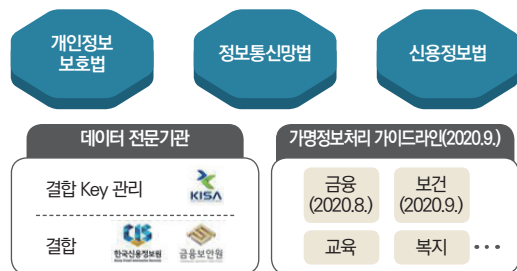 개인정보
보호법
정보통신망법
신용정보법
데이터 전문기관
결합 Key 관리
KISA
결합
CIS
한국신용정보원
금융보안원
가명정보처리 가이드라인(2020.9.)
금융
(2020.8.)
보건
(2020.9.)
교육
복지
•••